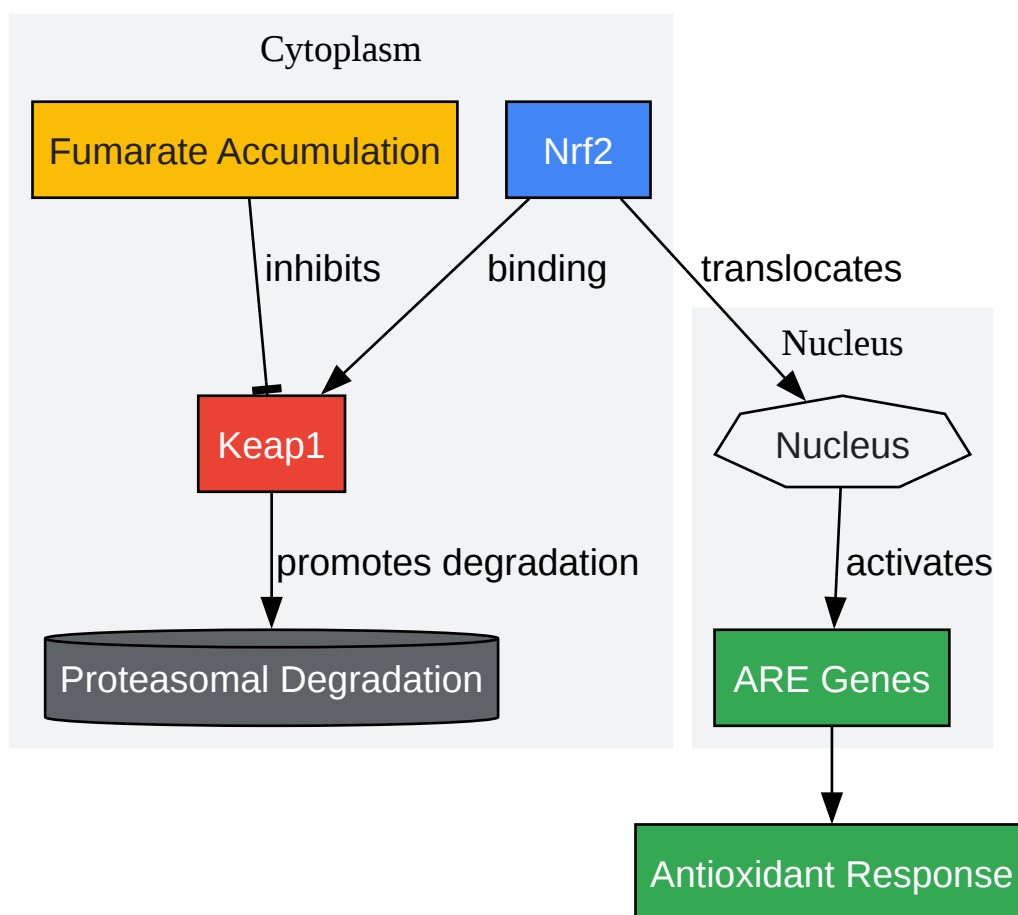 Cytoplasm
Fumarate Accumulation
Nrf2
inhibits
binding
translocates
Nucleus
Keap1
Nucleus
promotes degradation
activates
Proteasomal Degradation
ARE Genes
Antioxidant Response